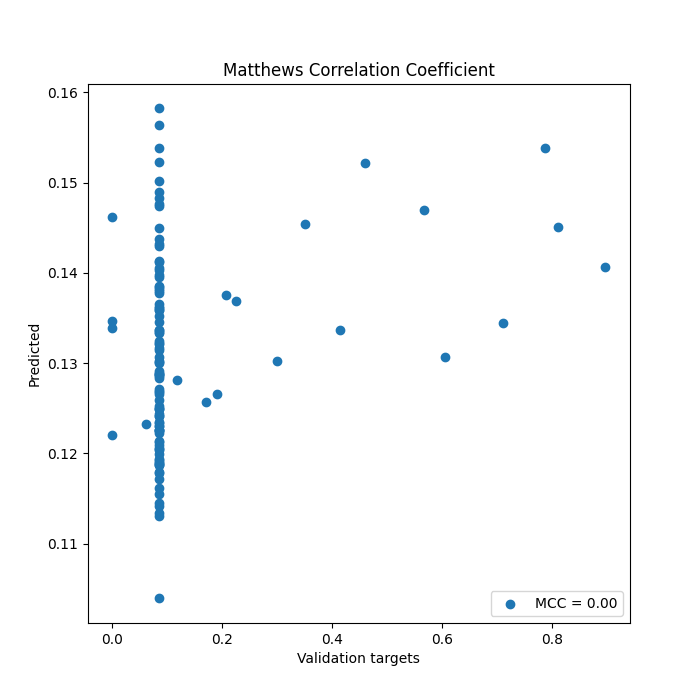 Matthews Correlation Coefficient
0.16
0.15
0.14
0.13
0.12
0.11
Predicted
0.0 0.2 0.4 0.6 0.8
Validation targets
MCC = 0.00